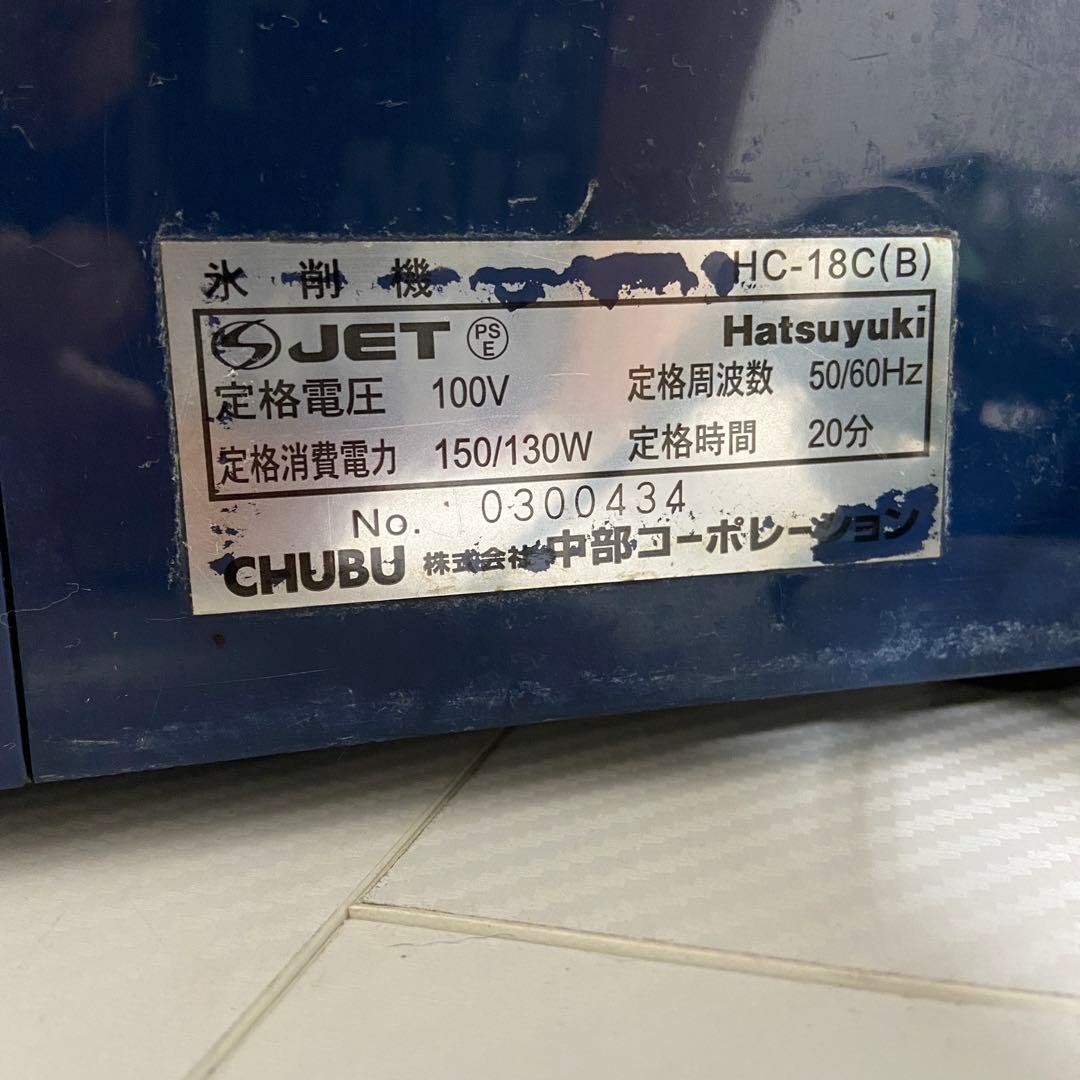 氷削機 HC-18C(B)
S JET PSE Hatsuyuki
定格電圧 100V 定格周波数 50/60Hz
定格消費電力 150/130W 定格時間 20分
No. 0300434
CHUBU 株式会社 中部コーポレーション